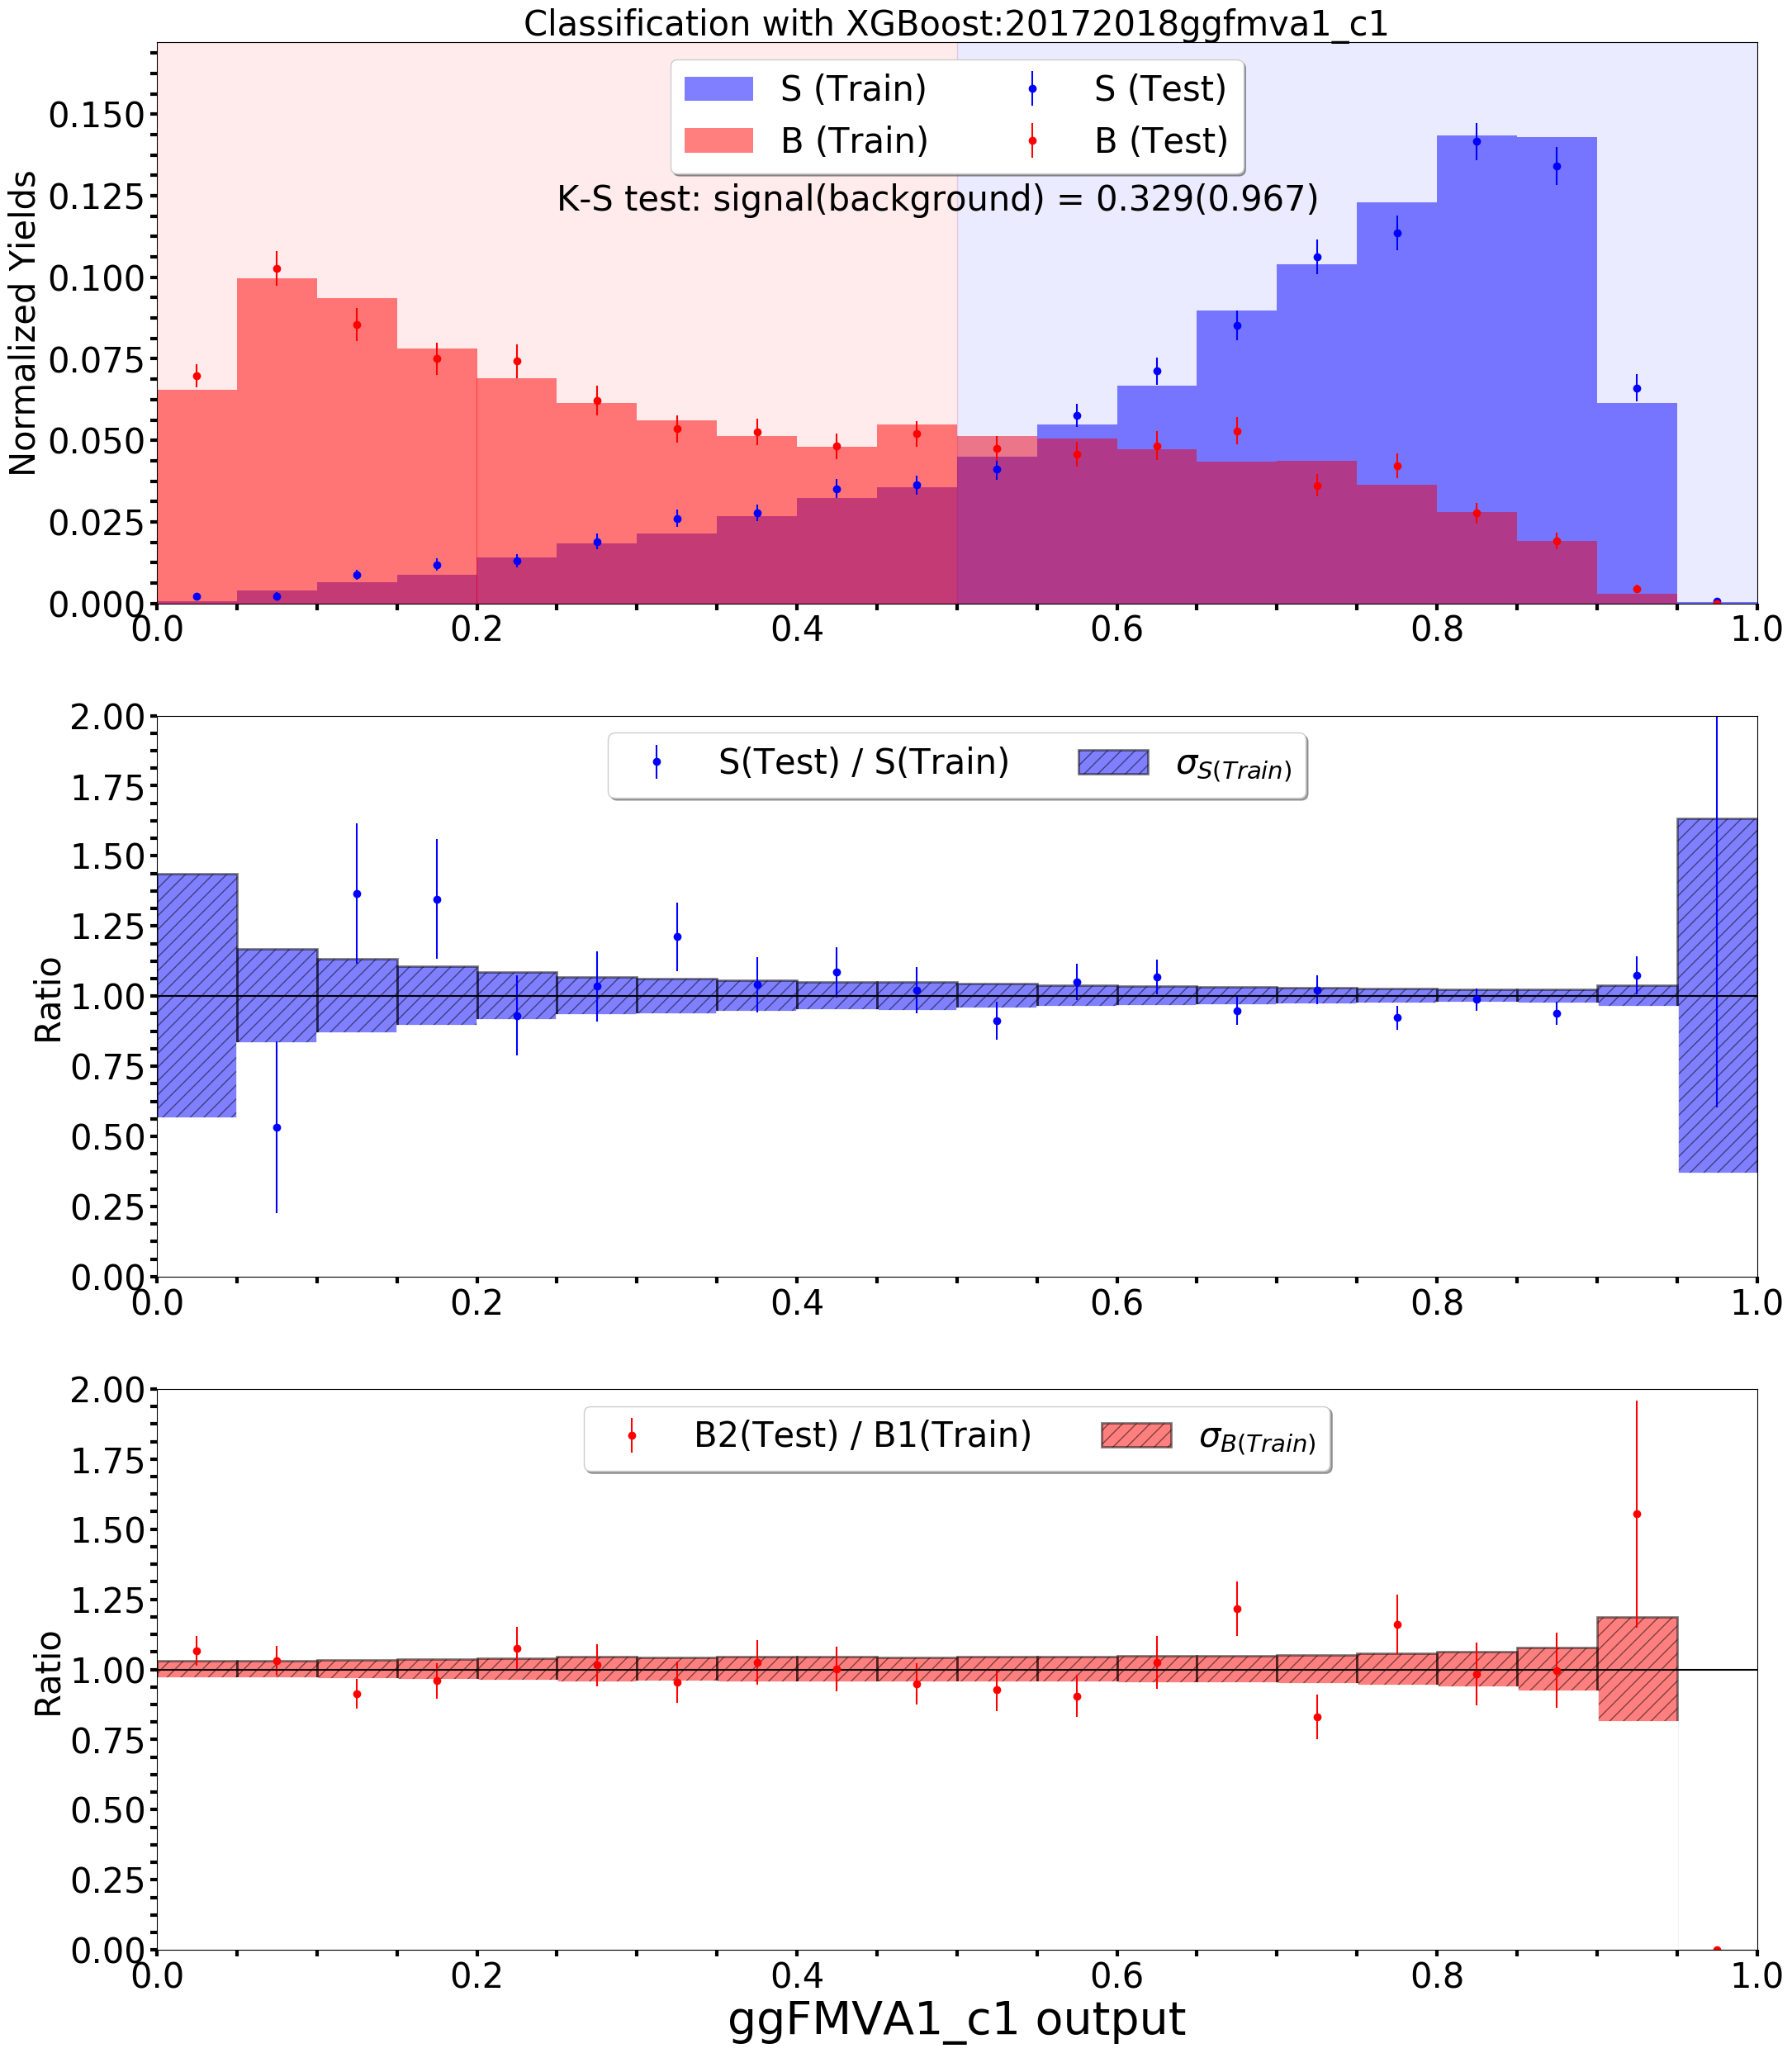 Classification with XGBoost:20172018ggfmva1_c1
S (Train) S (Test)
B (Train) B (Test)
K-S test: signal(background) = 0.329(0.967)
Normalized Yields
0.150
0.125
0.100
0.075
0.050
0.025
0.000
0.0 0.2 0.4 0.6 0.8 1.0
S(Test) / S(Train) σS(Train)
Ratio
2.00
1.75
1.50
1.25
1.00
0.75
0.50
0.25
0.00
0.0 0.2 0.4 0.6 0.8 1.0
B2(Test) / B1(Train) σB(Train)
Ratio
2.00
1.75
1.50
1.25
1.00
0.75
0.50
0.25
0.00
0.0 0.2 0.4 0.6 0.8 1.0
ggFMVA1_c1 output